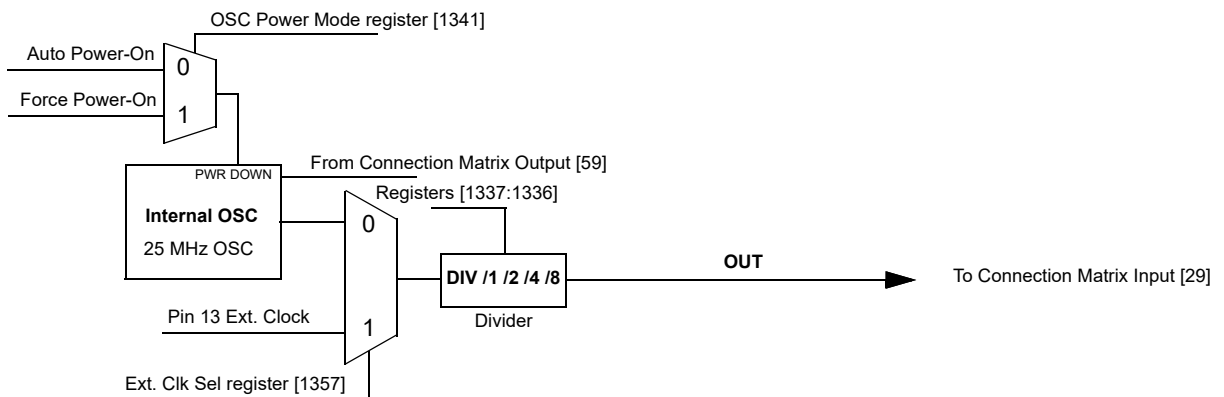 OSC Power Mode register [1341]
Auto Power-On
0
Force Power-On
1
PWR DOWN
From Connection Matrix Output [59]
Registers [1337:1336]
Internal OSC
25 MHz OSC
0
DIV /1 /2 /4 /8
OUT
To Connection Matrix Input [29]
Divider
Pin 13 Ext. Clock
1
Ext. Clk Sel register [1357]